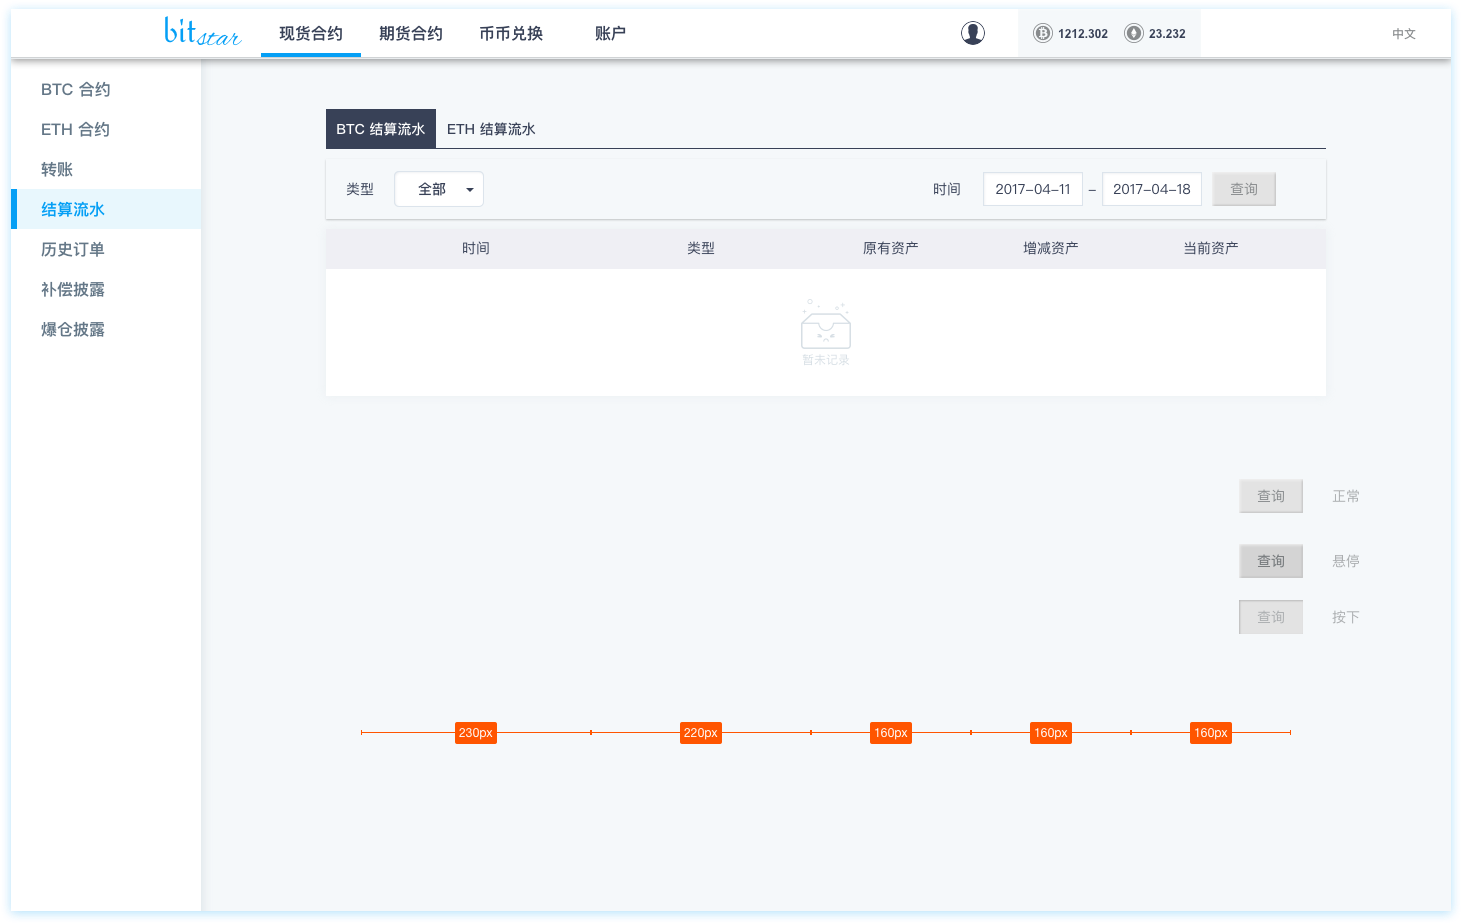 bitstar 现货合约 期货合约 币币兑换 账户 1212.302 23.232 中文
BTC 合约
ETH 合约
转账
结算流水
历史订单
补偿披露
爆仓披露
BTC 结算流水 ETH 结算流水
类型 全部 时间 2017-04-11 - 2017-04-18 查询
时间 类型 原有资产 增减资产 当前资产
暂未记录
查询 正常
查询 悬停
查询 按下
230px 220px 160px 160px 160px